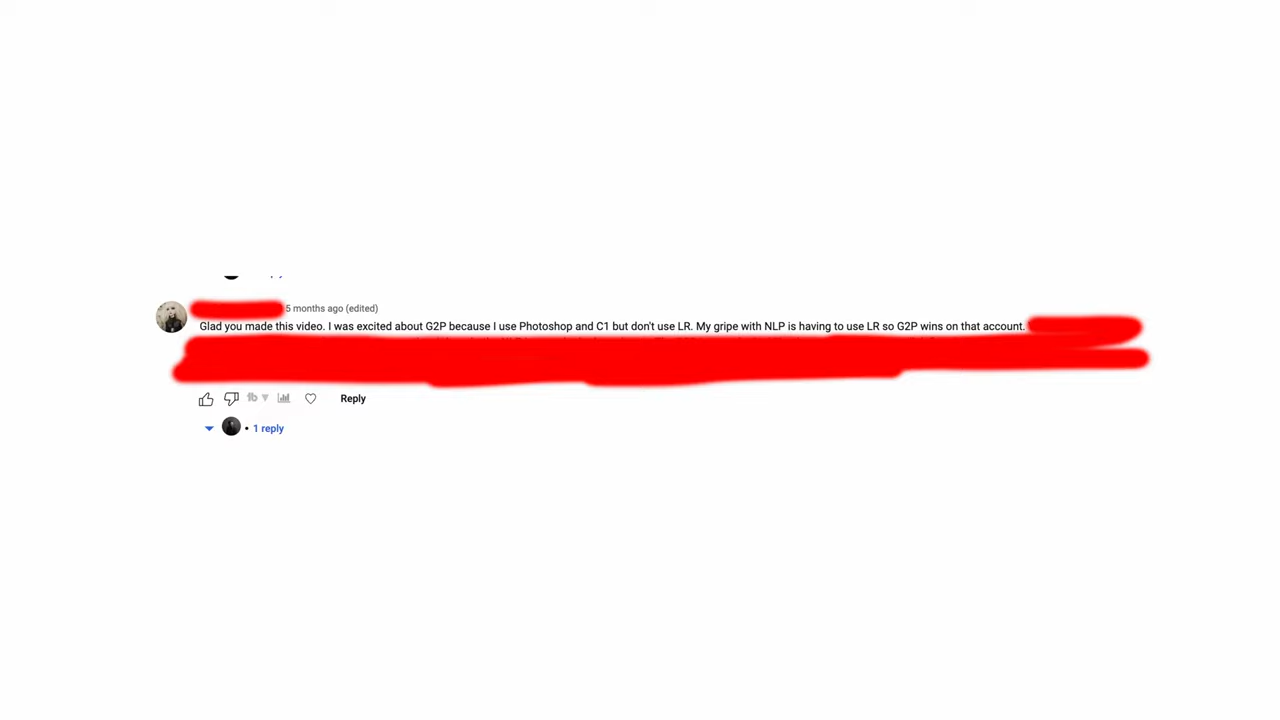 5 months ago (edited)
Glad you made this video. I was excited about G2P because I use Photoshop and C1 but don't use LR. My gripe with NLP is having to use LR so G2P wins on that account.
Reply
• 1 reply